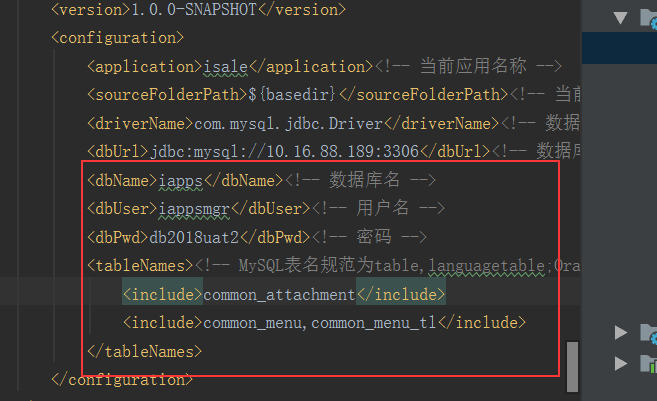 <version>1.0.0-SNAPSHOT</version>
<configuration>
<application>isale</application><!-- 当前应用名称 -->
<sourceFolderPath>${basedir}</sourceFolderPath><!-- 当前
<driverName>com.mysql.jdbc.Driver</driverName><!-- 数据
<dbUrl>jdbc:mysql://10.16.88.189:3306</dbUrl><!-- 数据库
<dbName>iapps</dbName><!-- 数据库名 -->
<dbUser>iappsmgr</dbUser><!-- 用户名 -->
<dbPwd>db2018uat2</dbPwd><!-- 密码 -->
<tableNames><!-- MySQL表名规范为table,languagetable;Ora
<include>common_attachment</include>
<include>common_menu,common_menu_tl</include>
</tableNames>
</configuration>